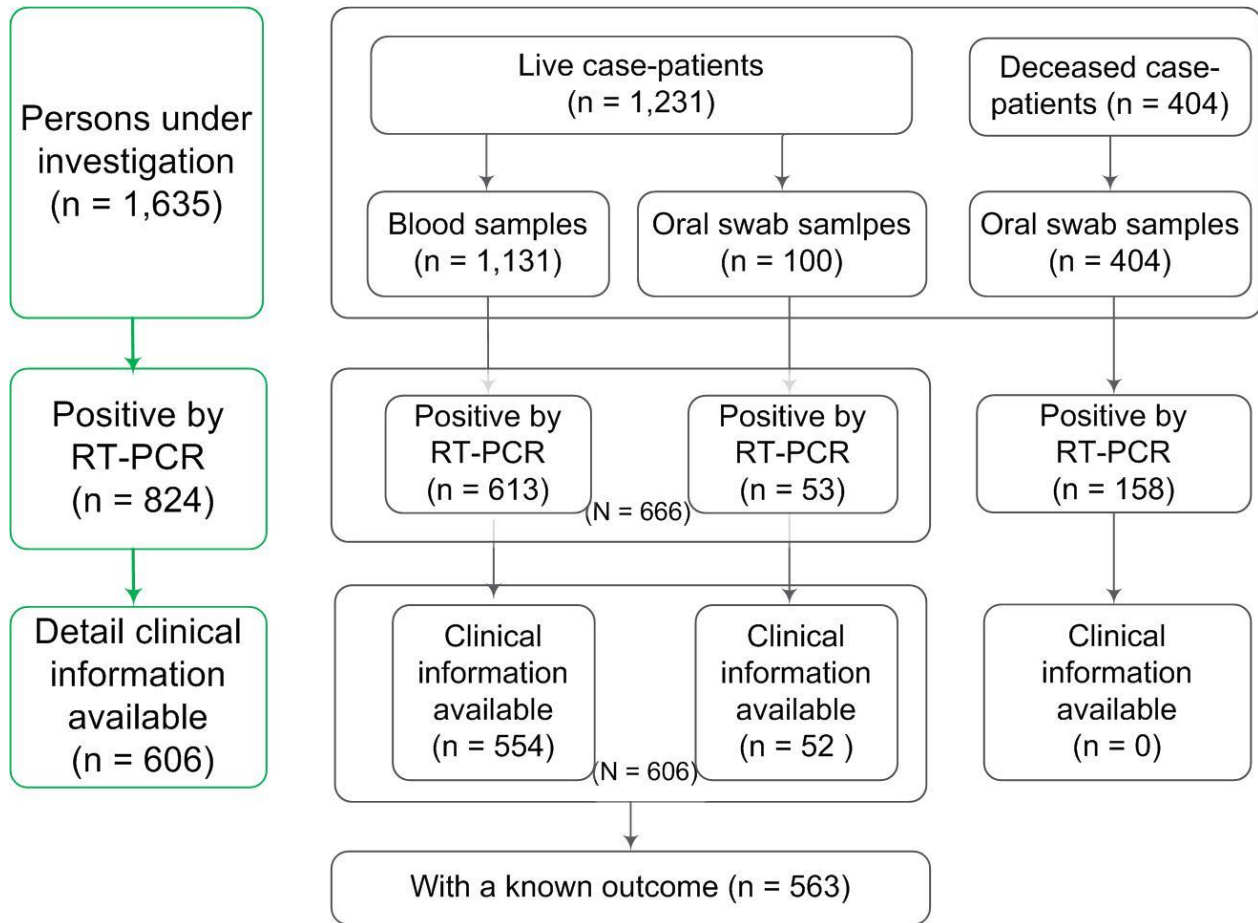 Persons under
investigation
(n = 1,635)
Positive by
RT-PCR
(n = 824)
Detail clinical
information
available
(n = 606)
Live case-patients
(n = 1,231)
Deceased case-
patients (n = 404)
Blood samples
(n = 1,131)
Oral swab samlpes
(n = 100)
Oral swab samples
(n = 404)
Positive by
RT-PCR
(n = 613)
Positive by
RT-PCR
(n = 53)
(N = 666)
Positive by
RT-PCR
(n = 158)
Clinical
information
available
(n = 554)
Clinical
information
available
(n = 52 )
(N = 606)
Clinical
information
available
(n = 0)
With a known outcome (n = 563)